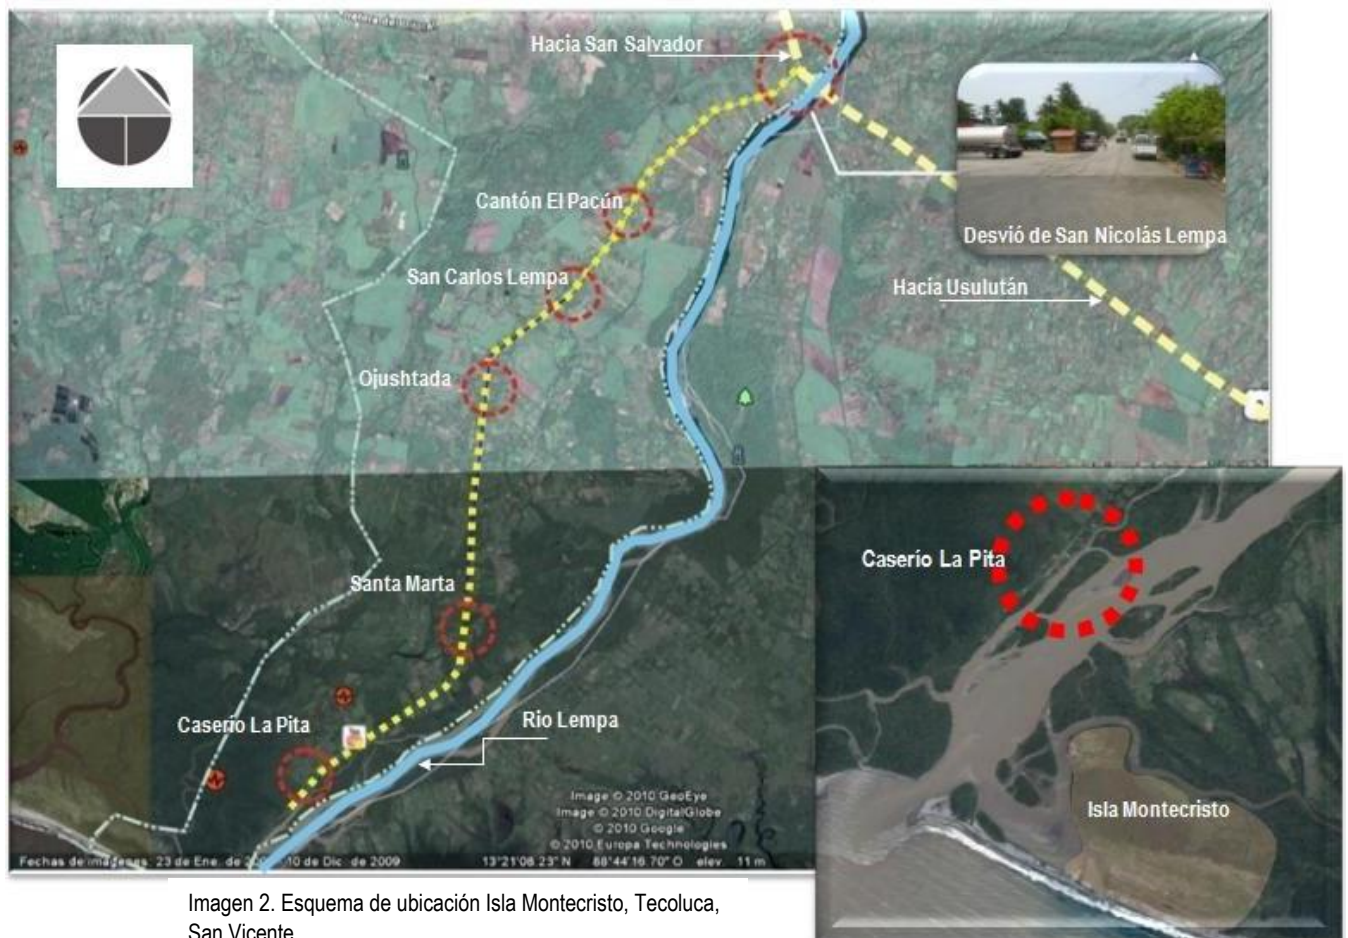 Hacia San Salvador
Desvió de San Nicolás Lempa
Cantón El Pacún
San Carlos Lempa
Hacia Usulután
Ojushtada
Santa Marta
Caserío La Pita
Rio Lempa
Caserío La Pita
Isla Montecristo
Image © 2010 GeoEye
Image © 2010 DigitalGlobe
© 2010 Google
© 2010 Europa Technologies
Fechas de imágenes: 23 de Ene. de 10 de Dic. de 2009 13°21'08.23" N 88°44'16.70" O elev. 11 m
Imagen 2. Esquema de ubicación Isla Montecristo, Tecoluca,
San Vicente